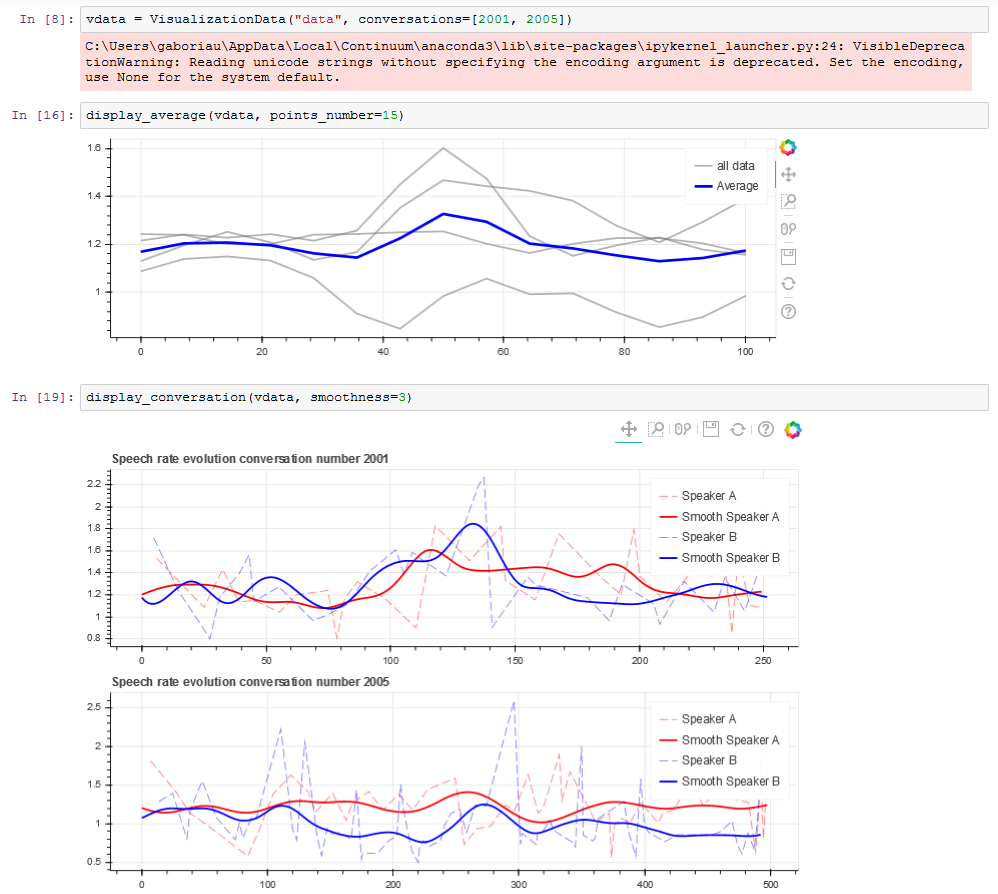 In [8]: vdata = VisualizationData("data", conversations=[2001, 2005])
C:\Users\gaboriau\AppData\Local\Continuum\anaconda3\lib\site-packages\ipykernel_launcher.py:24: VisibleDepreca
tionWarning: Reading unicode strings without specifying the encoding argument is deprecated. Set the encoding,
use None for the system default.
In [16]: display_average(vdata, points_number=15)
1.6
1.4
1.2
1
all data
Average
0 20 40 60 80 100
In [19]: display_conversation(vdata, smoothness=3)
Speech rate evolution conversation number 2001
2.2
2
1.8
1.6
1.4
1.2
1
0.8
Speaker A
Smooth Speaker A
Speaker B
Smooth Speaker B
0 50 100 150 200 250
Speech rate evolution conversation number 2005
2.5
2
1.5
1
0.5
Speaker A
Smooth Speaker A
Speaker B
Smooth Speaker B
0 100 200 300 400 500